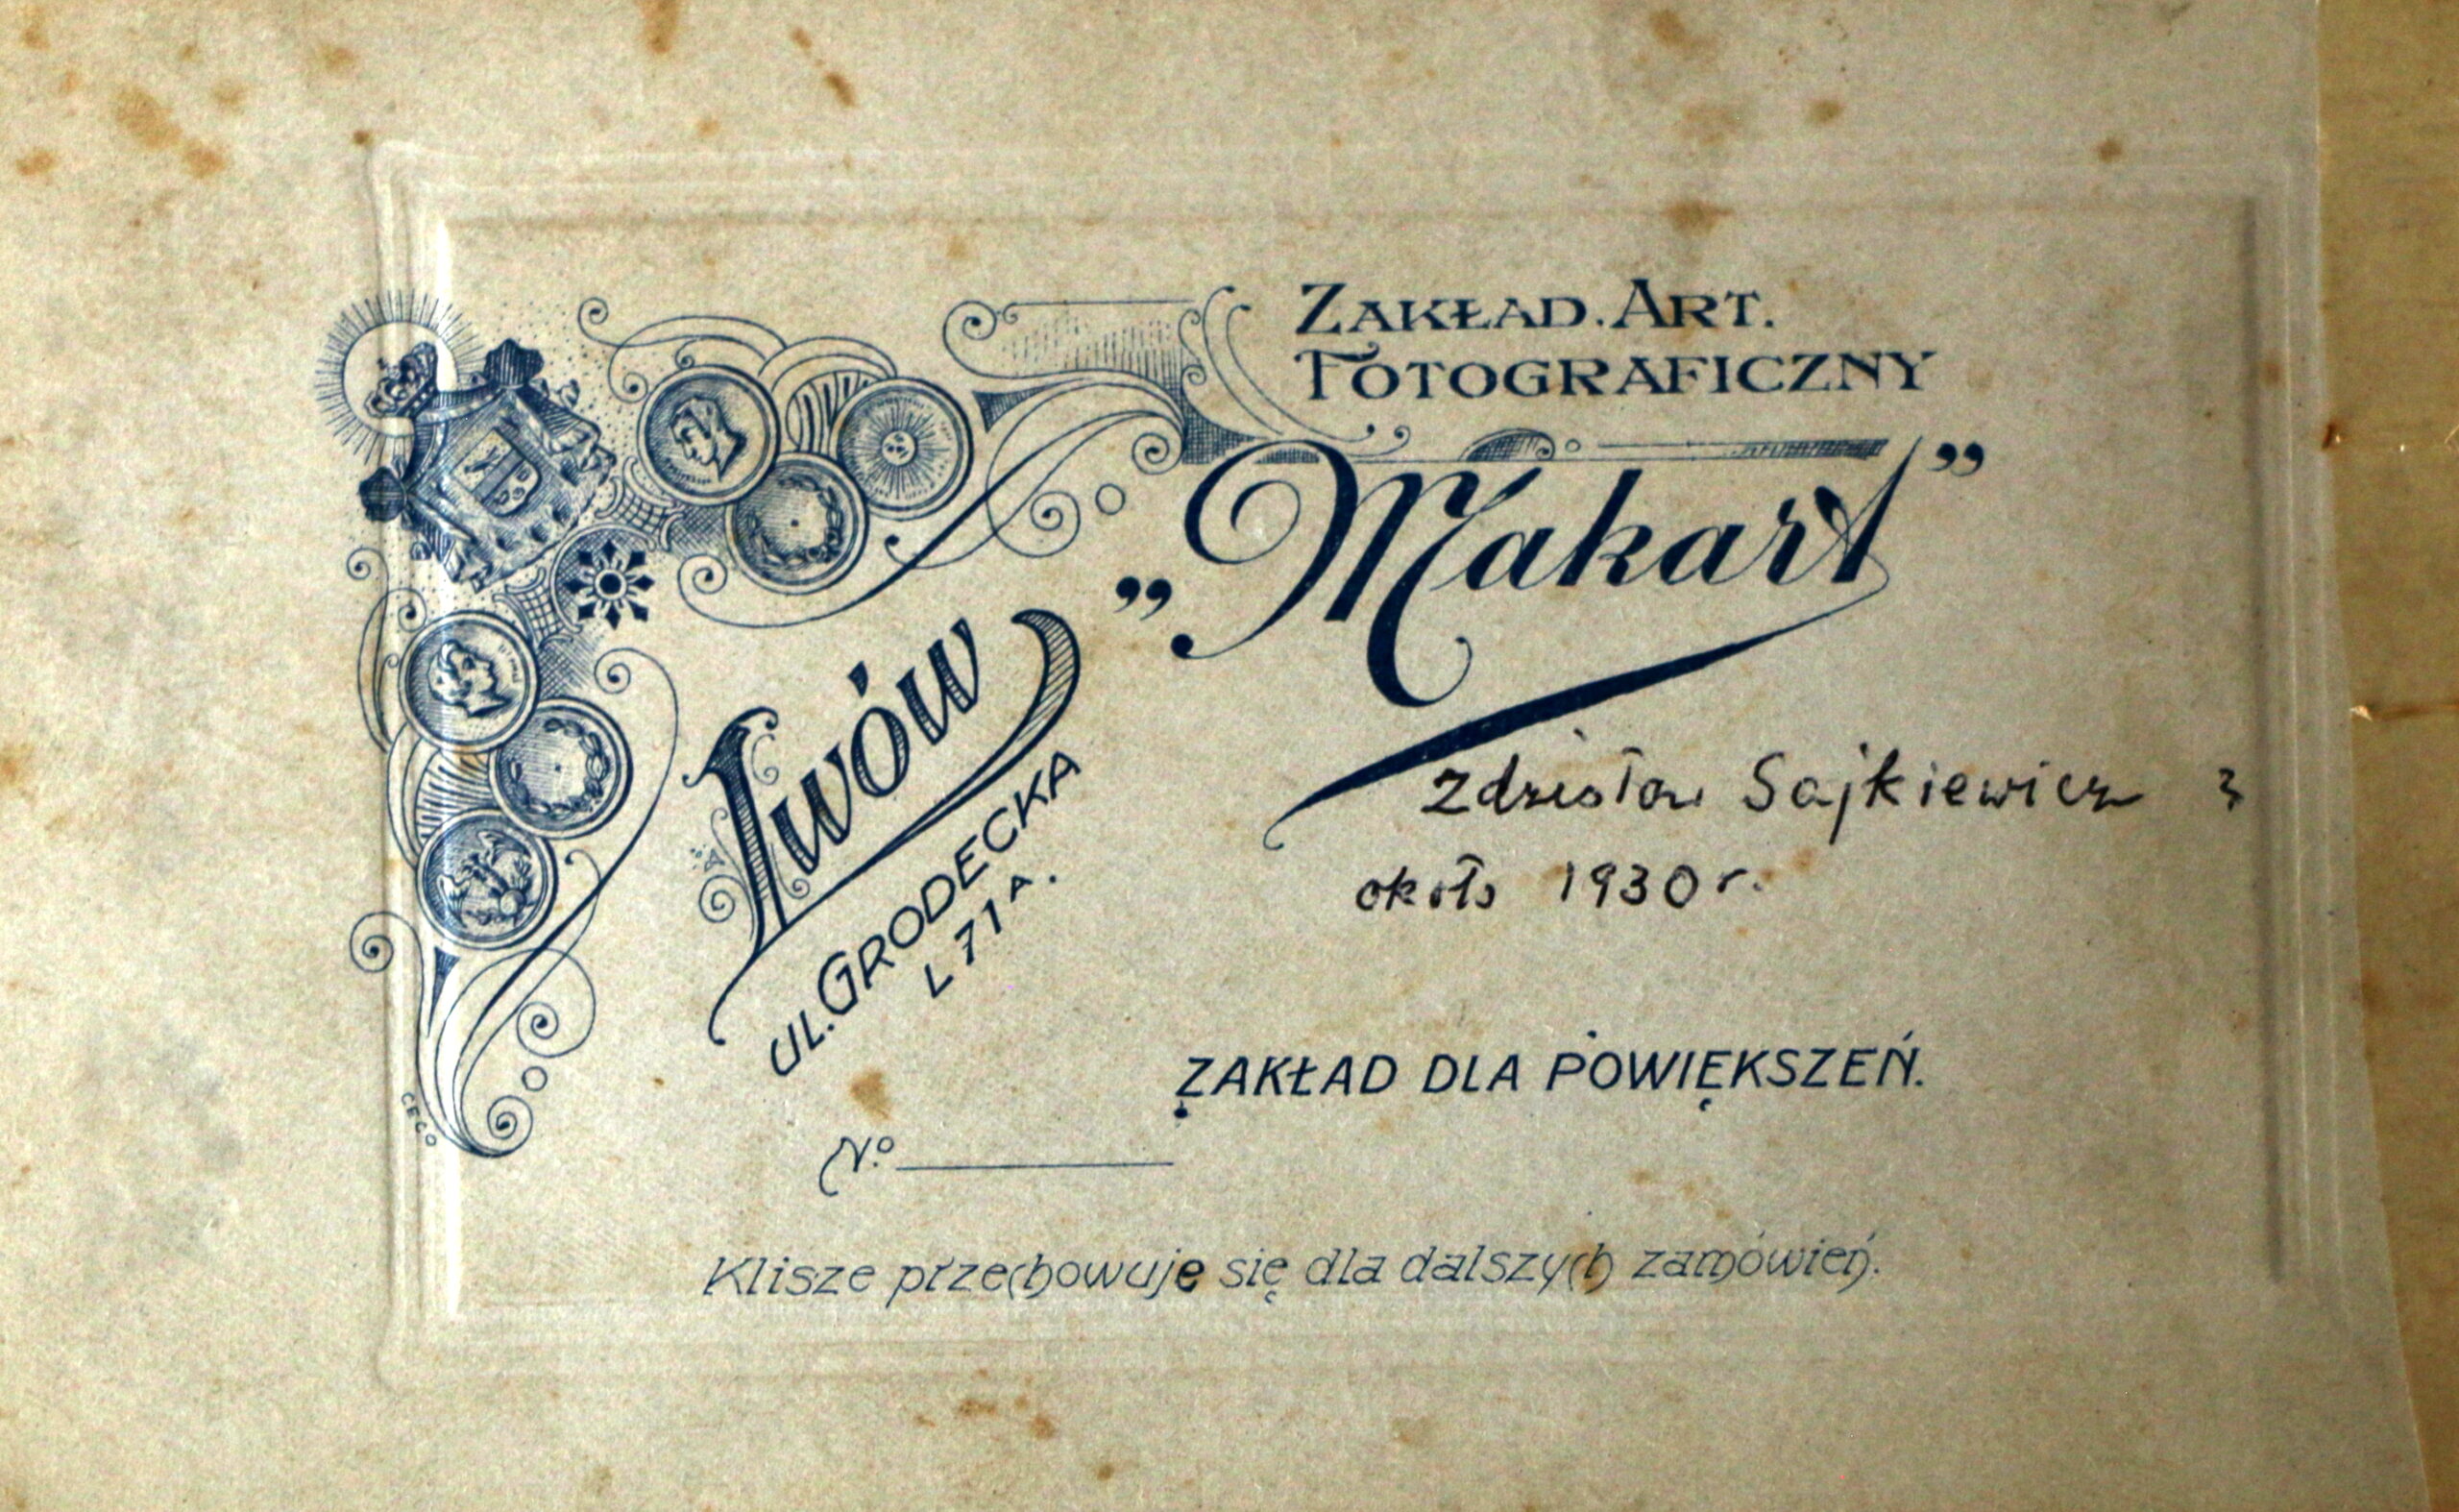 ZAKŁAD. ART.
FOTOGRAFICZNY
„Makart”
Lwów
UL. GRODECKA
L 71 A.
Zdzisław Sajkiewicz
około 1930 r.
ZAKŁAD DLA POWIĘKSZEŃ.
No
Klisze przechowuje się dla dalszych zamówień.
CEGO